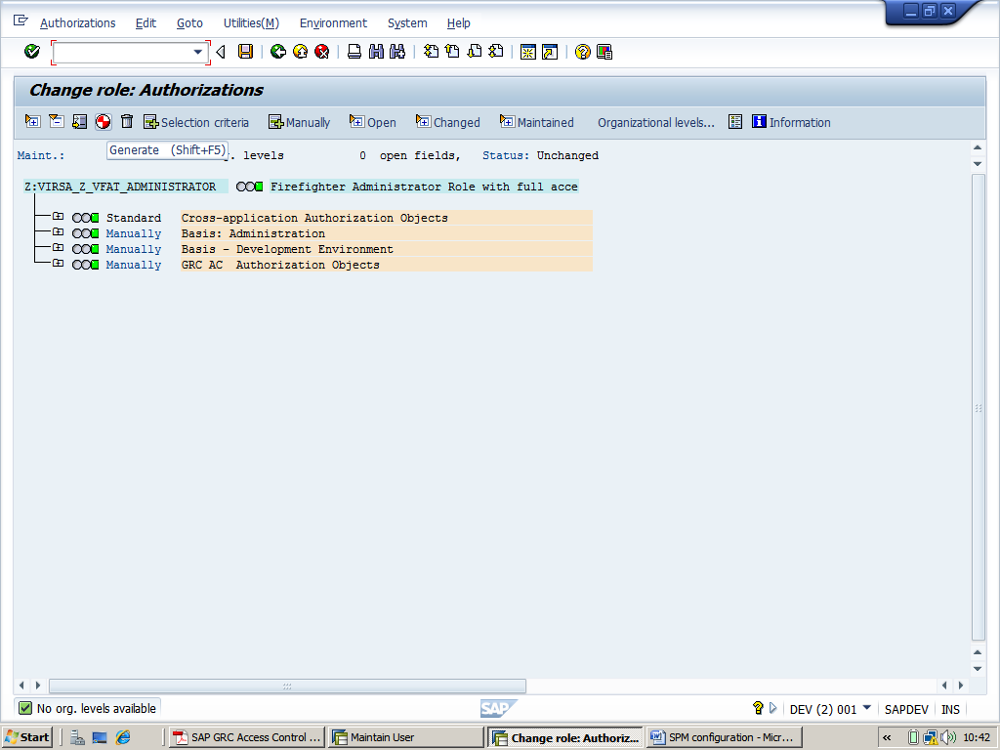 Authorizations Edit Goto Utilities(M) Environment System Help
Change role: Authorizations
Selection criteria Manually Open Changed Maintained Organizational levels... Information
Maint.: . levels 0 open fields, Status: Unchanged
Generate (Shift+F5)
Z:VIRSA_Z_VFAT_ADMINISTRATOR Firefighter Administrator Role with full acce
Standard Cross-application Authorization Objects
Manually Basis: Administration
Manually Basis - Development Environment
Manually GRC AC Authorization Objects
No org. levels available SAP DEV (2) 001 SAPDEV INS
Start SAP GRC Access Control ... Maintain User Change role: Authoriz... SPM configuration - Micr... « 10:42